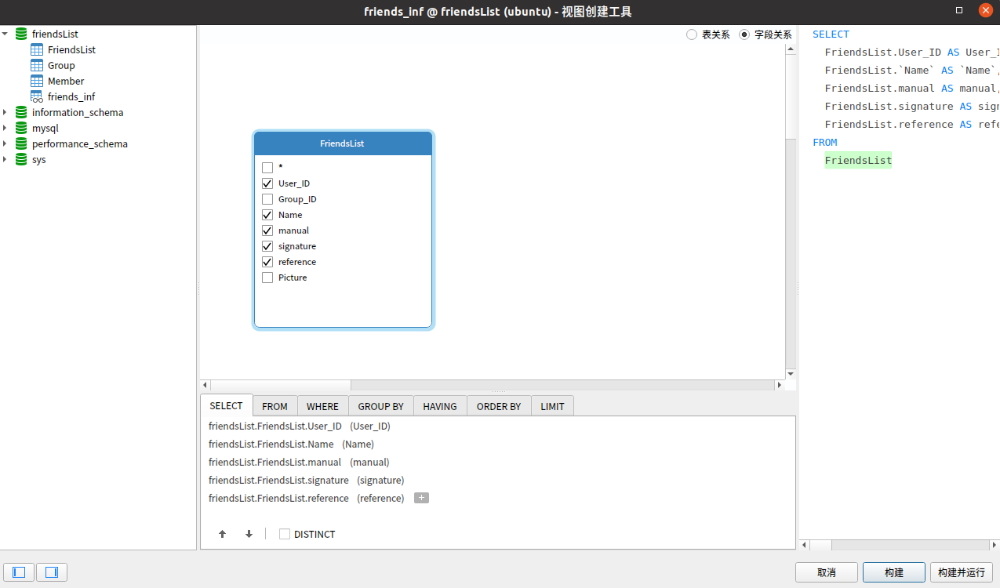 friends_inf @ friendsList (ubuntu) - 视图创建工具
friendsList
FriendsList
Group
Member
friends_inf
information_schema
mysql
performance_schema
sys
表关系 字段关系
FriendsList
*
User_ID
Group_ID
Name
manual
signature
reference
Picture
SELECT FROM WHERE GROUP BY HAVING ORDER BY LIMIT
friendsList.FriendsList.User_ID (User_ID)
friendsList.FriendsList.Name (Name)
friendsList.FriendsList.manual (manual)
friendsList.FriendsList.signature (signature)
friendsList.FriendsList.reference (reference) +
DISTINCT
SELECT
FriendsList.User_ID AS User_I
FriendsList.`Name` AS `Name`,
FriendsList.manual AS manual,
FriendsList.signature AS sign
FriendsList.reference AS refe
FROM
FriendsList
取消 构建 构建并运行